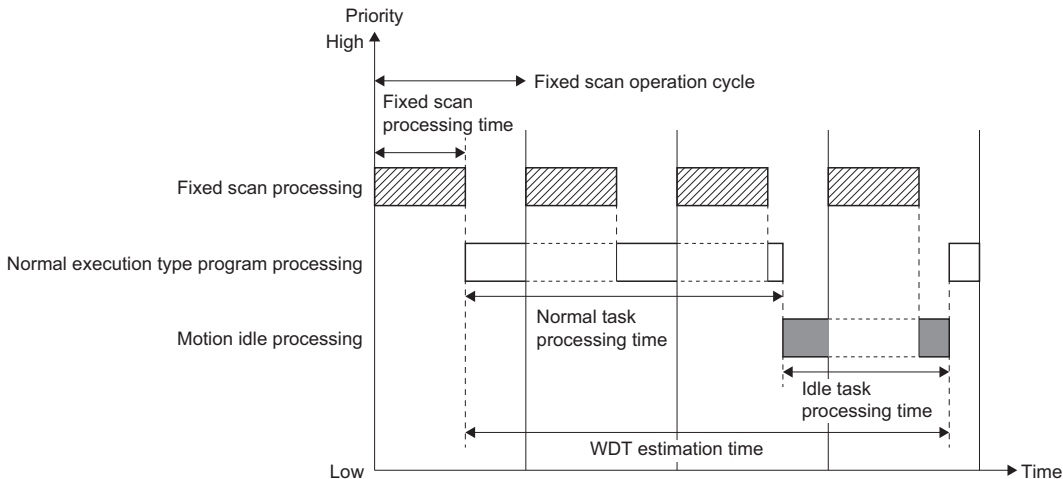 Priority
High
Fixed scan operation cycle
Fixed scan
processing time
Fixed scan processing
Normal execution type program processing
Normal task
processing time
Motion idle processing
Idle task
processing time
WDT estimation time
Low
Time